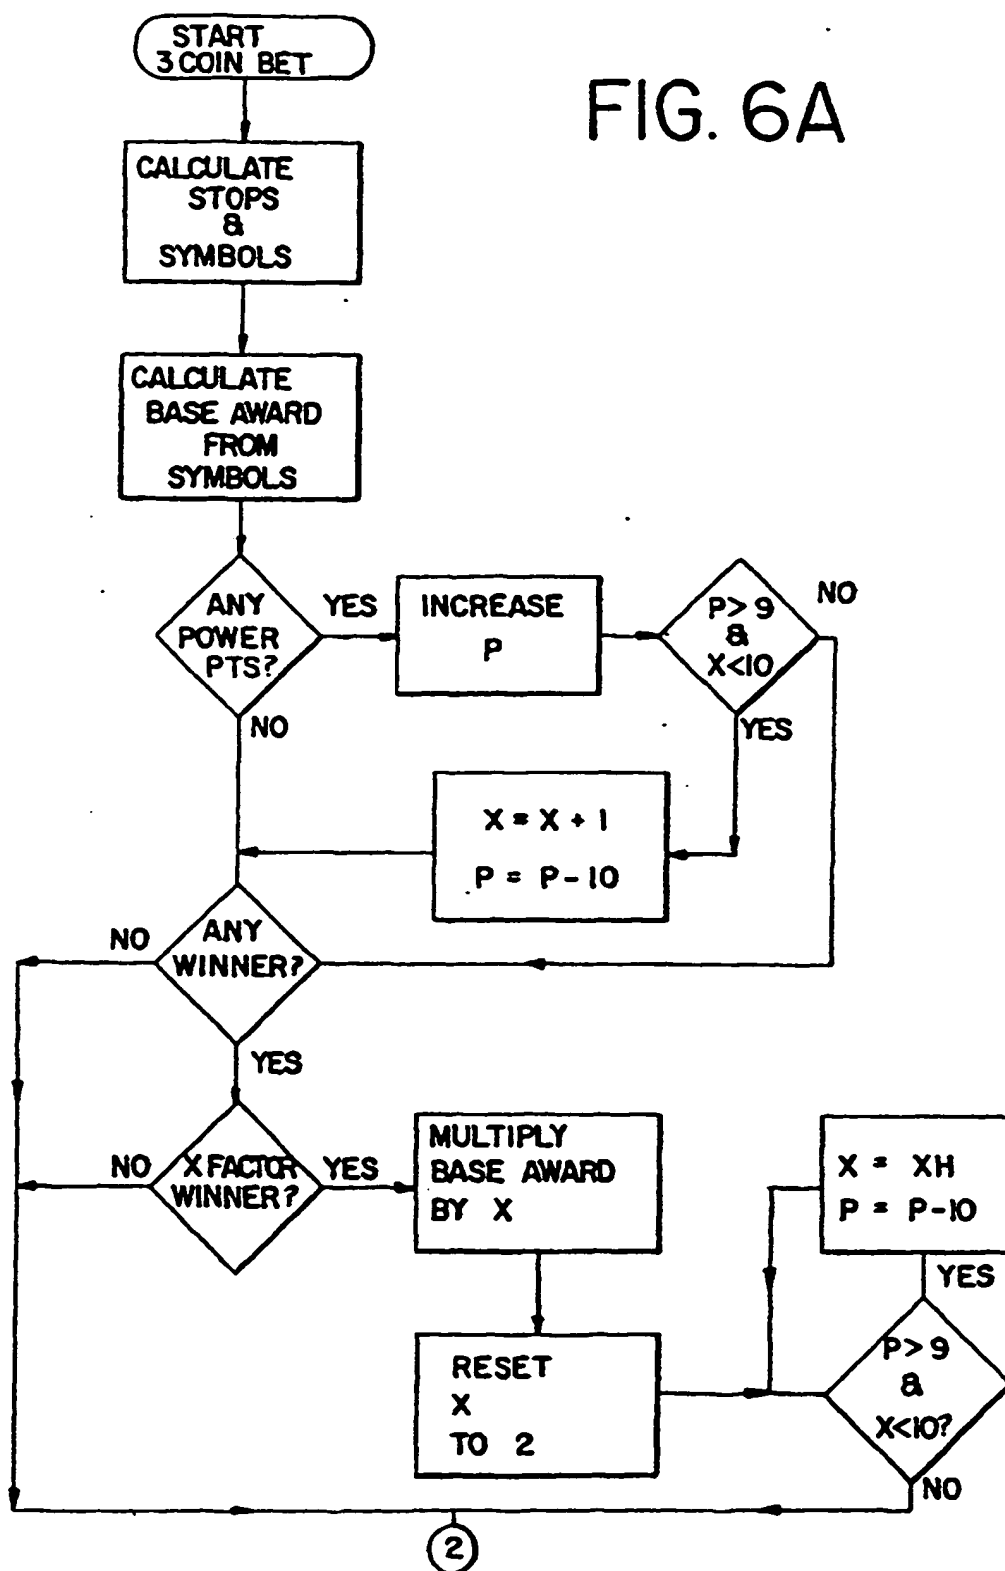 START
3 COIN BET
FIG. 6A
CALCULATE
STOPS
&
SYMBOLS
CALCULATE
BASE AWARD
FROM
SYMBOLS
ANY
POWER
PTS?
YES
INCREASE
P
P > 9
&
X<10
NO
NO
YES
X = X + 1
P = P - 10
ANY
WINNER?
NO
YES
X FACTOR
WINNER?
NO
YES
MULTIPLY
BASE AWARD
BY X
X = XH
P = P-10
YES
RESET
X
TO 2
P > 9
&
X<10?
NO
2